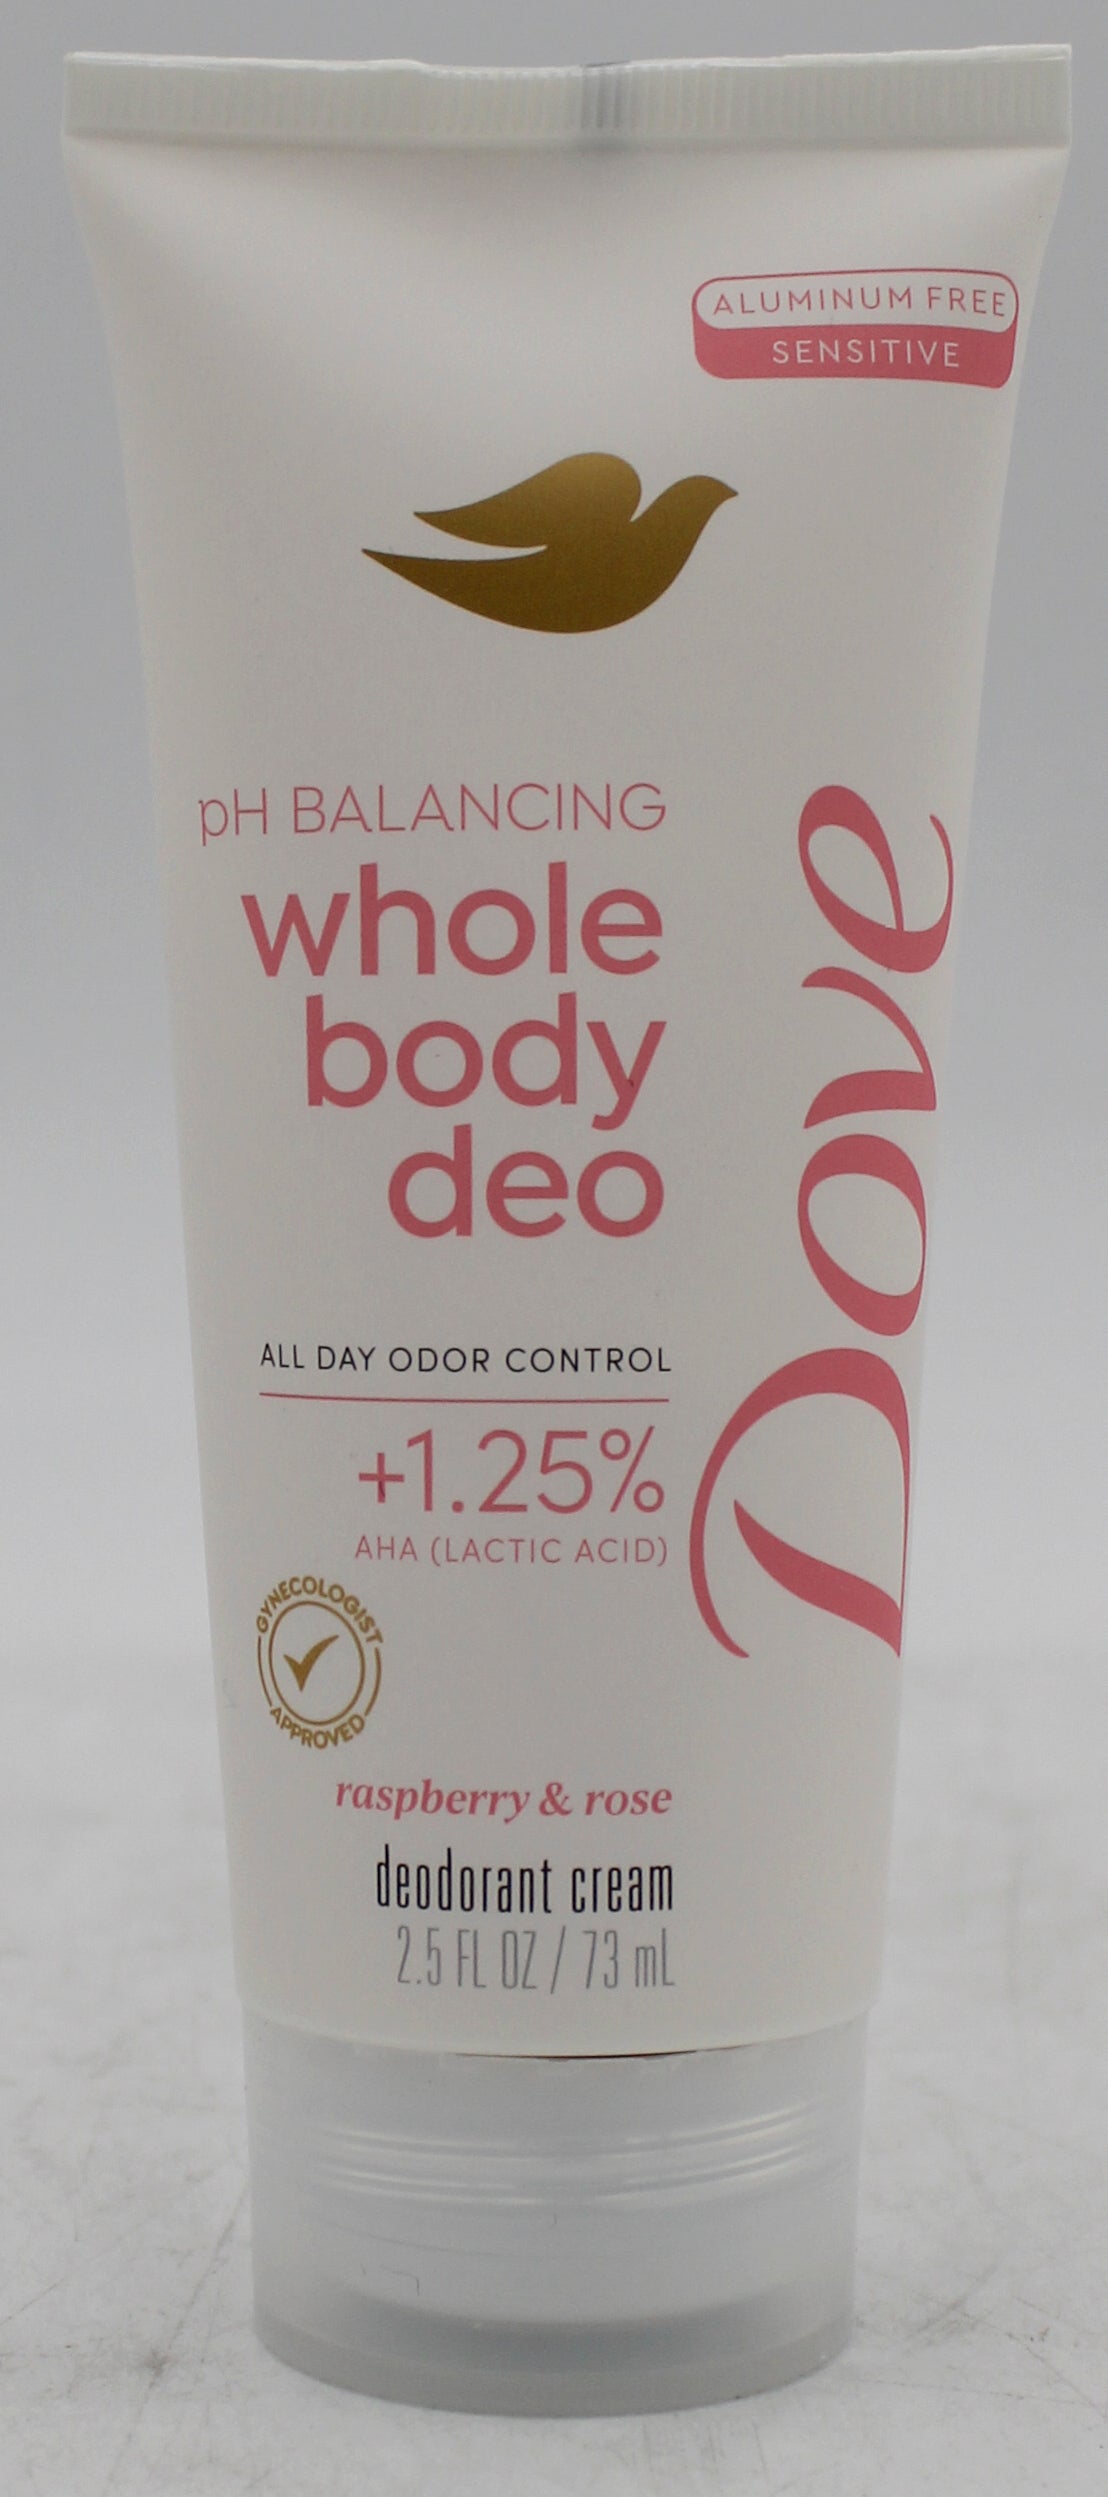 ALUMINUM FREE
SENSITIVE
pH BALANCING
whole
body
deo
Dove
ALL DAY ODOR CONTROL
+1.25%
AHA (LACTIC ACID)
GYNECOLOGIST
APPROVED
raspberry & rose
deodorant cream
2.5 FL OZ / 73 mL